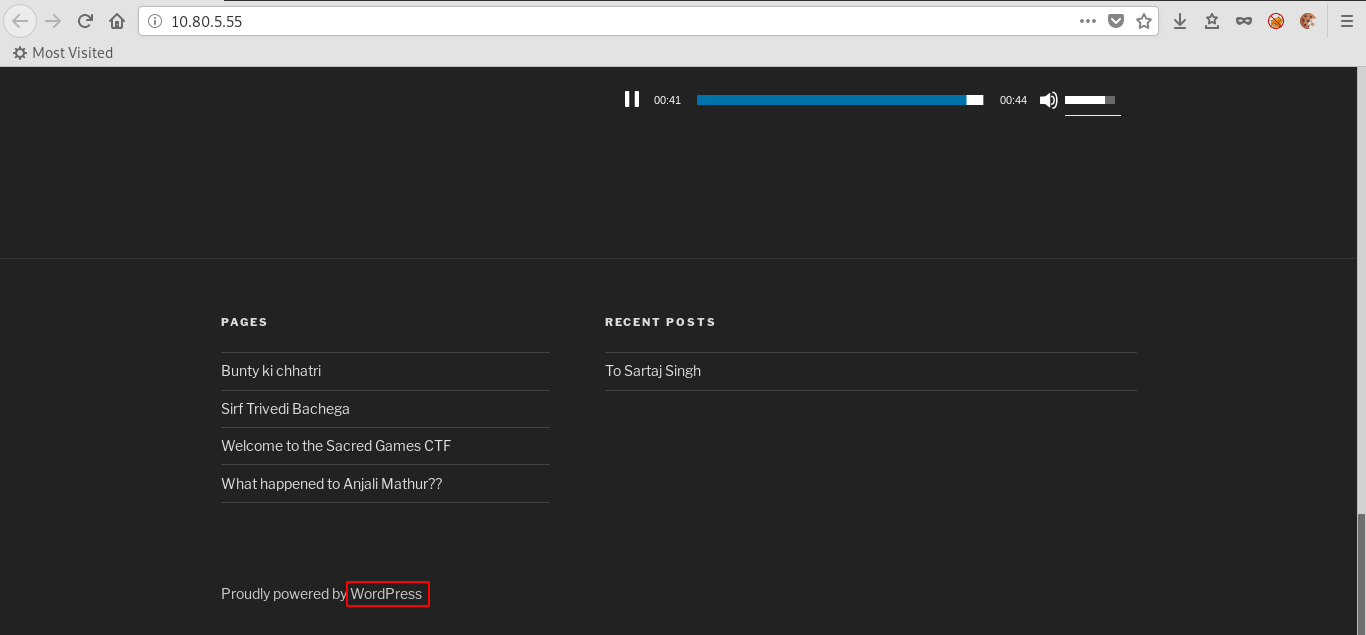 10.80.5.55
Most Visited
00:41
00:44
PAGES
RECENT POSTS
Bunty ki chhatri
To Sartaj Singh
Sirf Trivedi Bachega
Welcome to the Sacred Games CTF
What happened to Anjali Mathur??
Proudly powered by WordPress